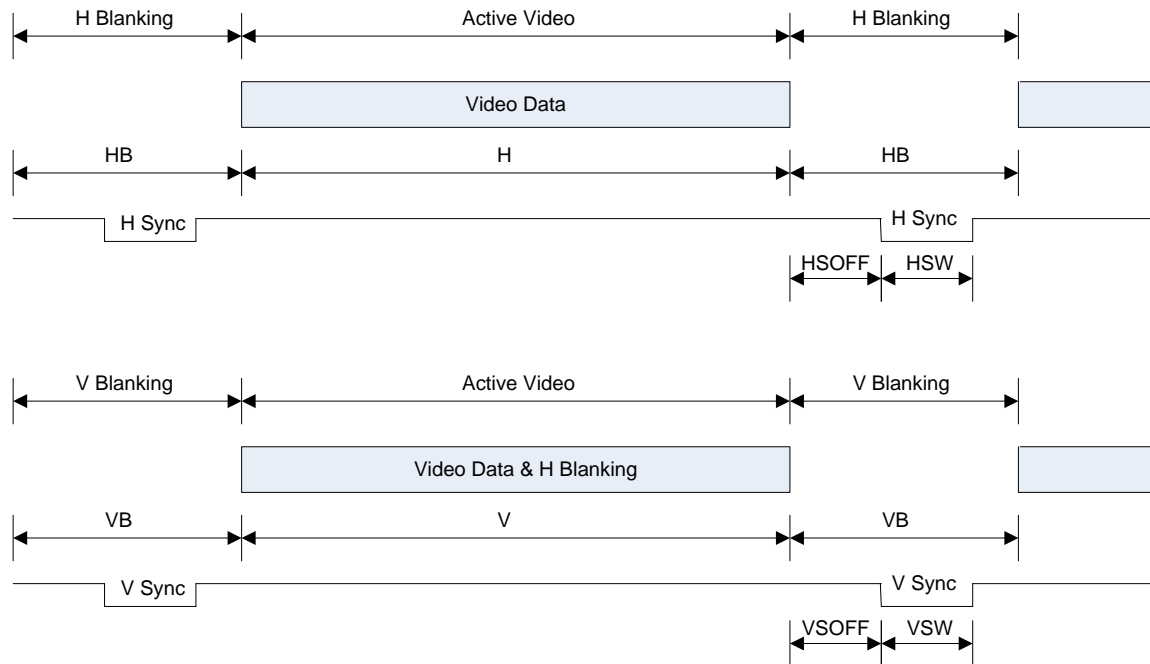 H Blanking Active Video H Blanking
Video Data
HB H HB
H Sync H Sync
HSOFF HSW
V Blanking Active Video V Blanking
Video Data & H Blanking
VB V VB
V Sync V Sync
VSOFF VSW